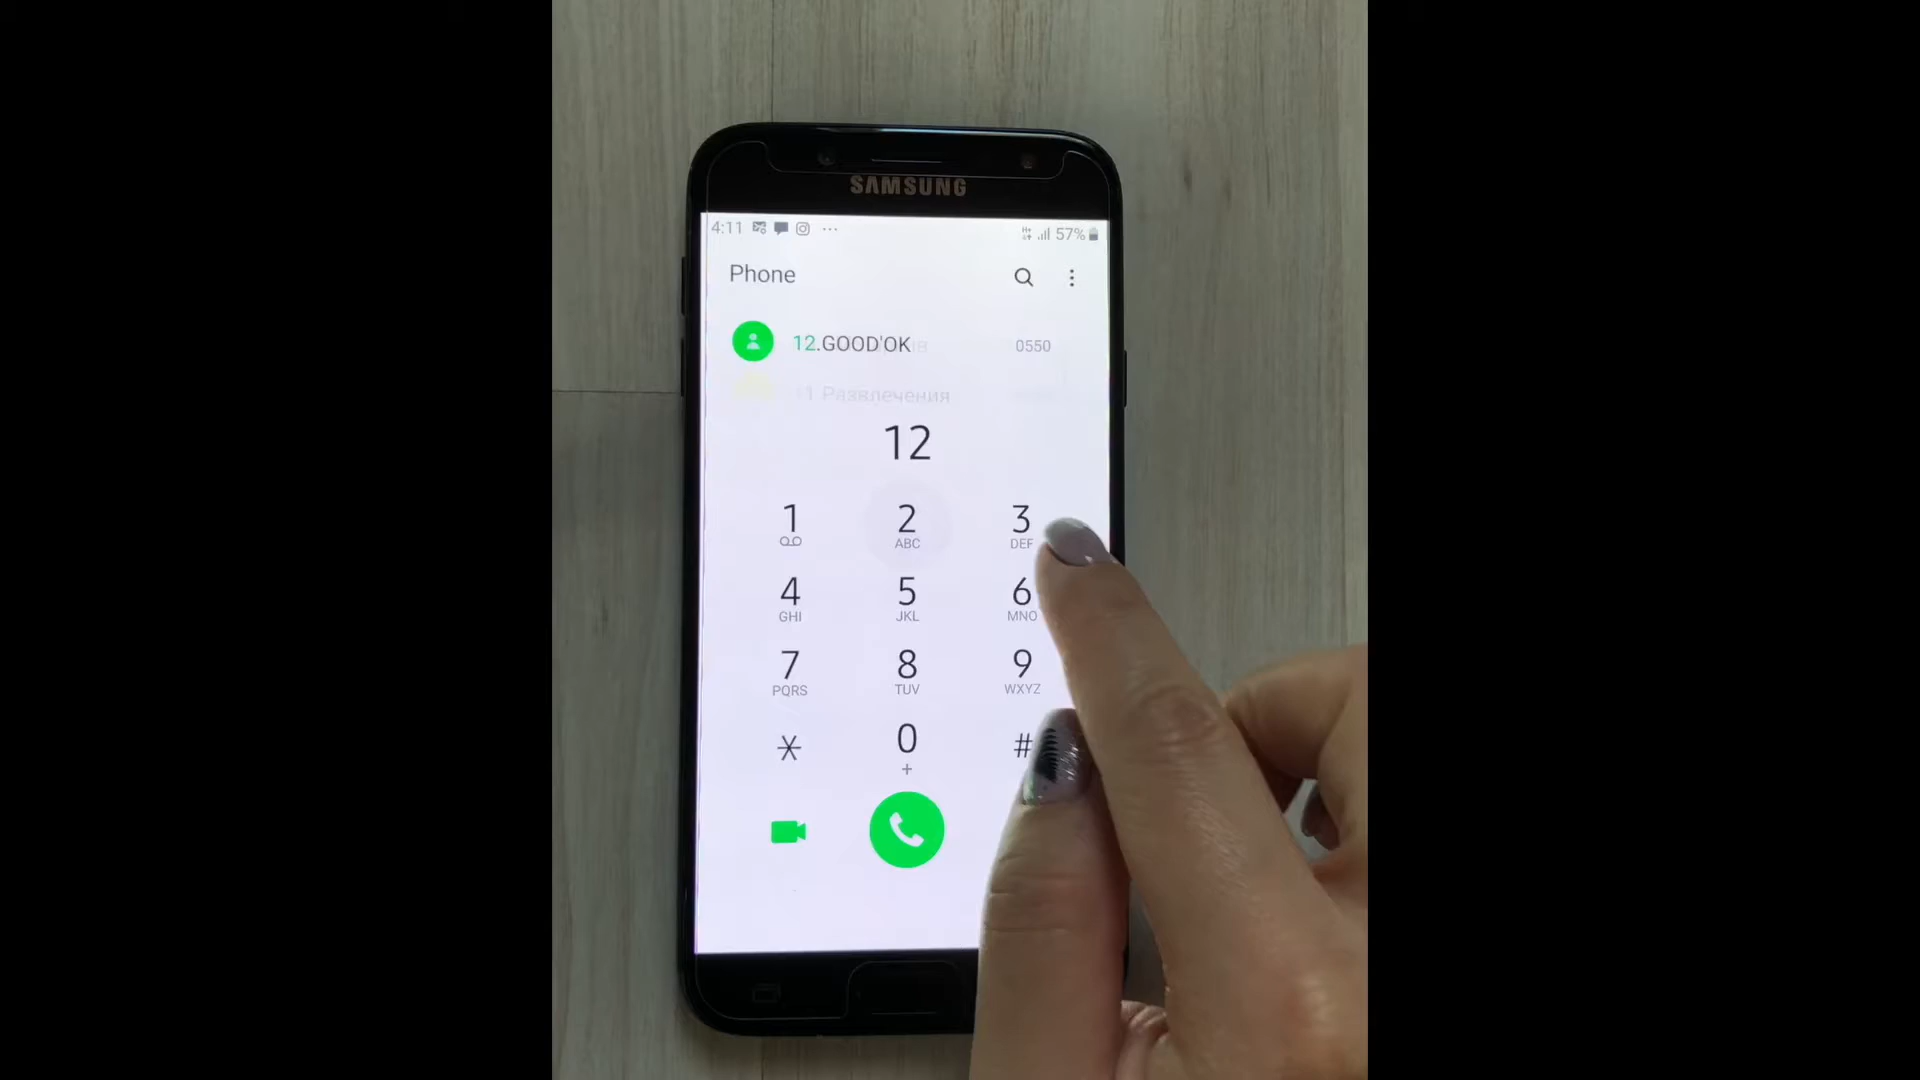 SAMSUNG
4:11 57%
Phone
12.GOOD'OK 0550
11 Развлечения
12
1 2 3
ABC DEF
4 5 6
GHI JKL MNO
7 8 9
PQRS TUV WXYZ
* 0 #
+